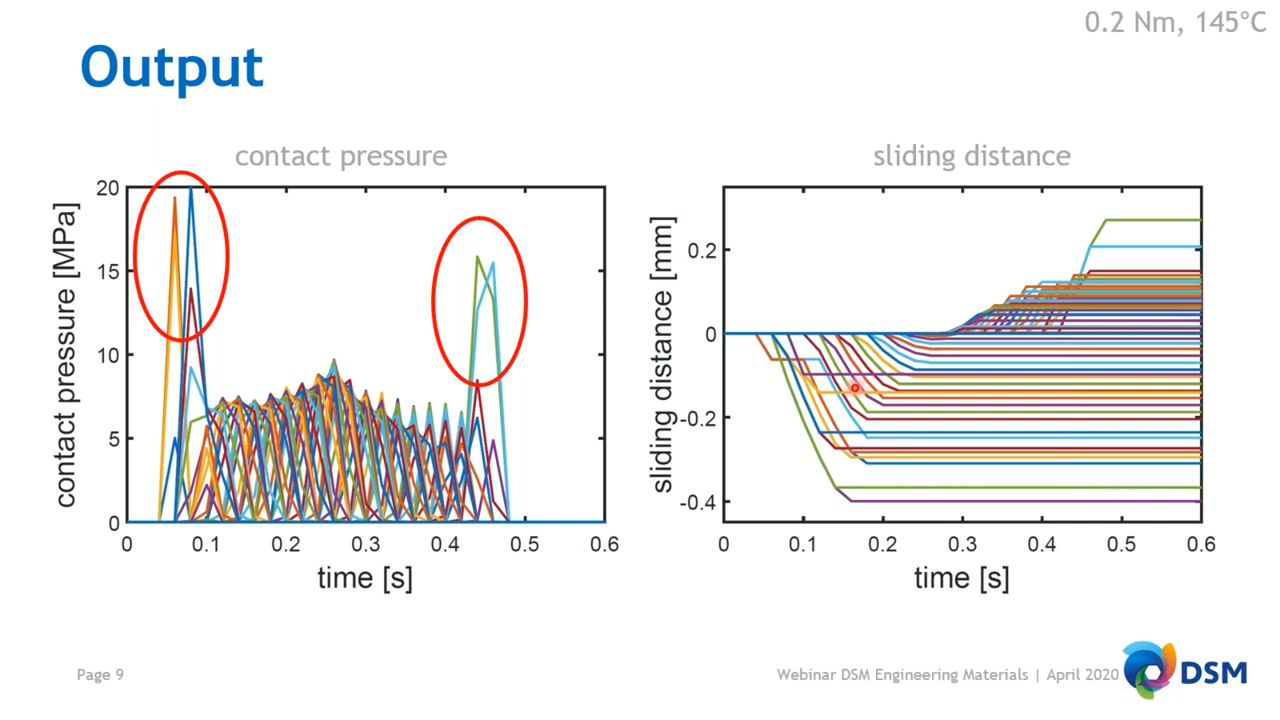 0.2 Nm, 145°C
Output
contact pressure
20
15
10
5
0
0 0.1 0.2 0.3 0.4 0.5 0.6
contact pressure [MPa]
time [s]
sliding distance
0.2
0
-0.2
-0.4
0 0.1 0.2 0.3 0.4 0.5 0.6
sliding distance [mm]
time [s]
Page 9
Webinar DSM Engineering Materials | April 2020
DSM